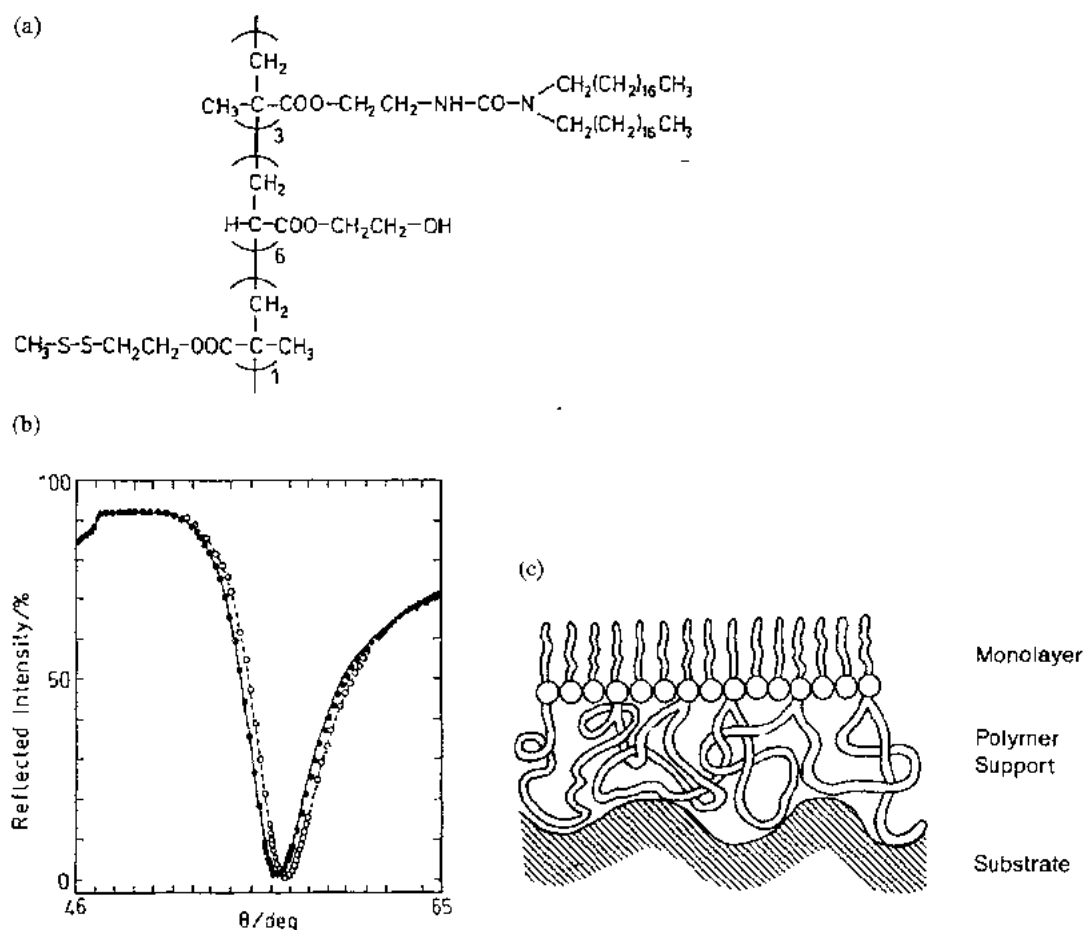 (a)
CH₂
CH₃-C-COO-CH₂CH₂-NH-CO-N
CH₂(CH₂)₁₆CH₃
CH₂(CH₂)₁₆CH₃
3
CH₂
H-C-COO-CH₂CH₂-OH
6
CH₂
CH₃-S-S-CH₂CH₂-OOC-C-CH₃
1
(b)
100
50
0
Reflected Intensity/%
46
65
θ/deg
(c)
Monolayer
Polymer
Support
Substrate